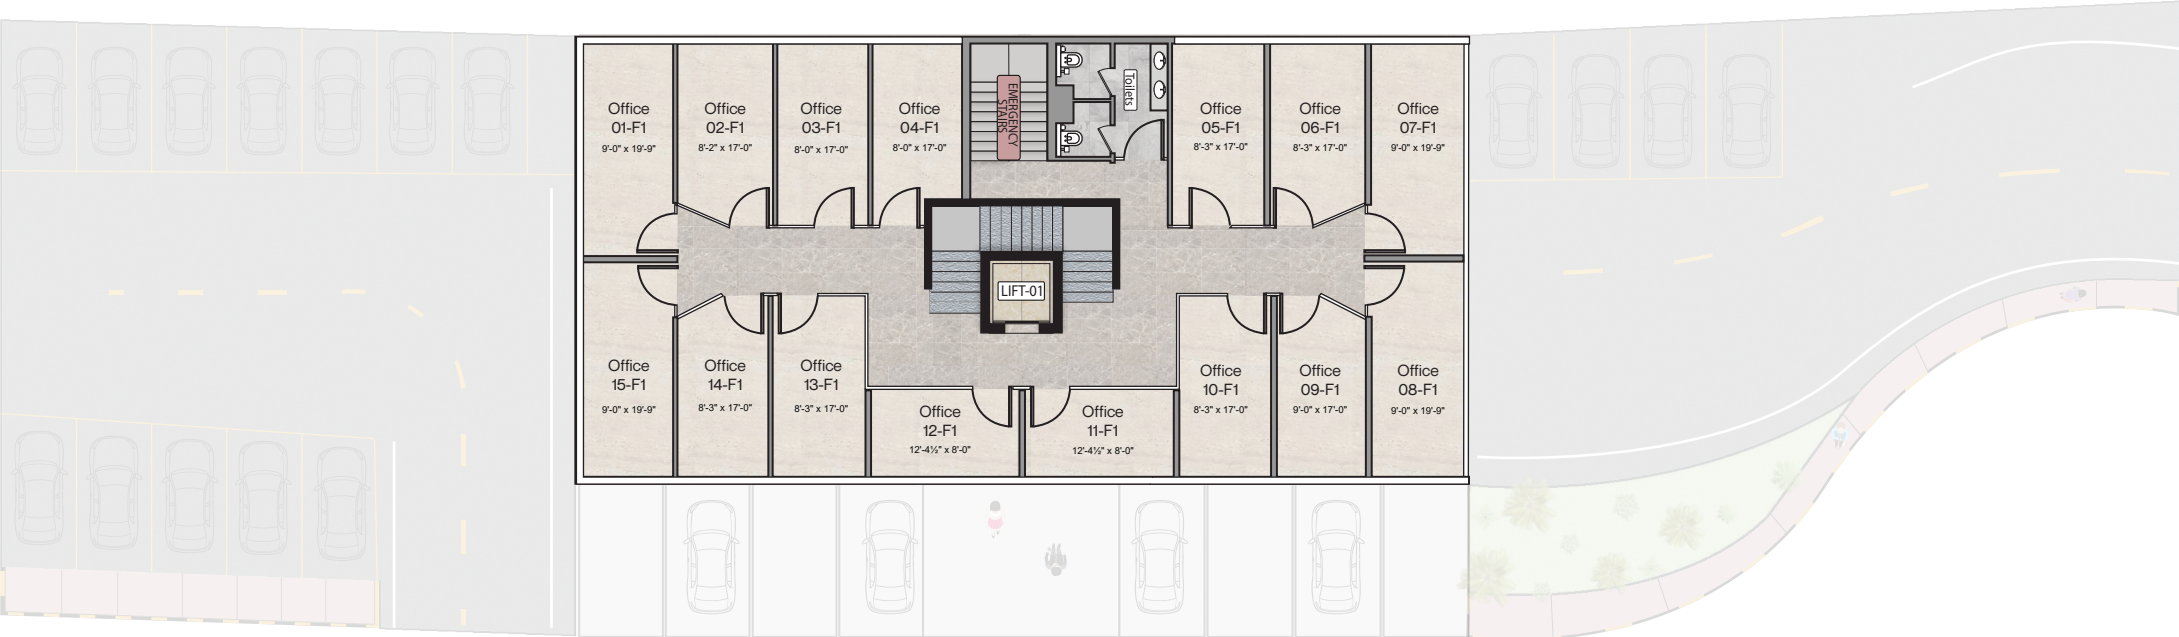 Office
01-F1
9'-0" x 19'-9"
Office
02-F1
8'-2" x 17'-0"
Office
03-F1
8'-0" x 17'-0"
Office
04-F1
8'-0" x 17'-0"
EMERGENCY
STAIRS
Toilets
Office
05-F1
8'-3" x 17'-0"
Office
06-F1
8'-3" x 17'-0"
Office
07-F1
9'-0" x 19'-9"
LIFT-01
Office
15-F1
9'-0" x 19'-9"
Office
14-F1
8'-3" x 17'-0"
Office
13-F1
8'-3" x 17'-0"
Office
12-F1
12'-4½" x 8'-0"
Office
11-F1
12'-4½" x 8'-0"
Office
10-F1
8'-3" x 17'-0"
Office
09-F1
9'-0" x 17'-0"
Office
08-F1
9'-0" x 19'-9"